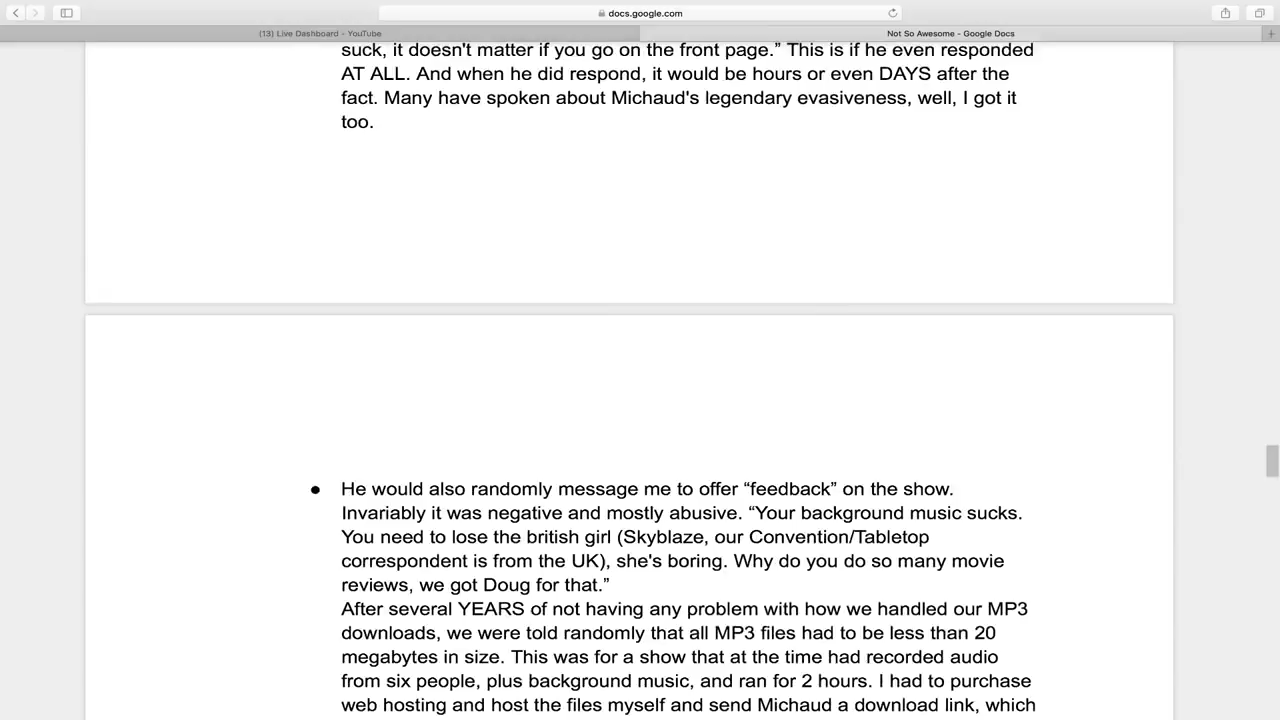 docs.google.com
(13) Live Dashboard - YouTube
Not So Awesome - Google Docs
suck, it doesn't matter if you go on the front page.” This is if he even responded
AT ALL. And when he did respond, it would be hours or even DAYS after the
fact. Many have spoken about Michaud's legendary evasiveness, well, I got it
too.
● He would also randomly message me to offer “feedback” on the show.
Invariably it was negative and mostly abusive. “Your background music sucks.
You need to lose the british girl (Skyblaze, our Convention/Tabletop
correspondent is from the UK), she's boring. Why do you do so many movie
reviews, we got Doug for that.”
After several YEARS of not having any problem with how we handled our MP3
downloads, we were told randomly that all MP3 files had to be less than 20
megabytes in size. This was for a show that at the time had recorded audio
from six people, plus background music, and ran for 2 hours. I had to purchase
web hosting and host the files myself and send Michaud a download link, which